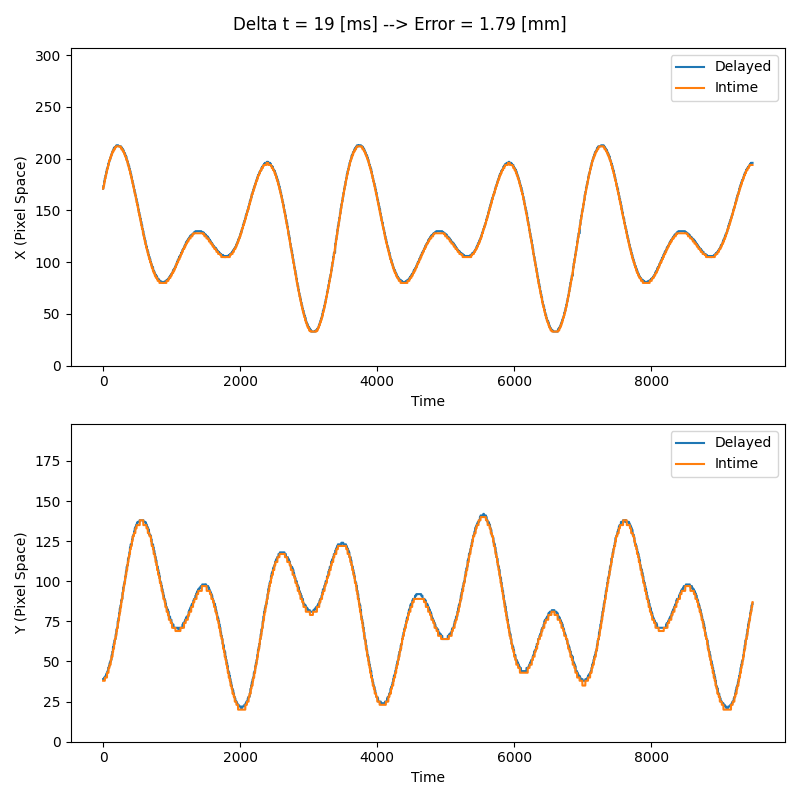 Delta t = 19 [ms] --> Error = 1.79 [mm]
300
250
200
150
100
50
0
X (Pixel Space)
Delayed
Intime
0 2000 4000 6000 8000
Time
175
150
125
100
75
50
25
0
Y (Pixel Space)
Delayed
Intime
0 2000 4000 6000 8000
Time